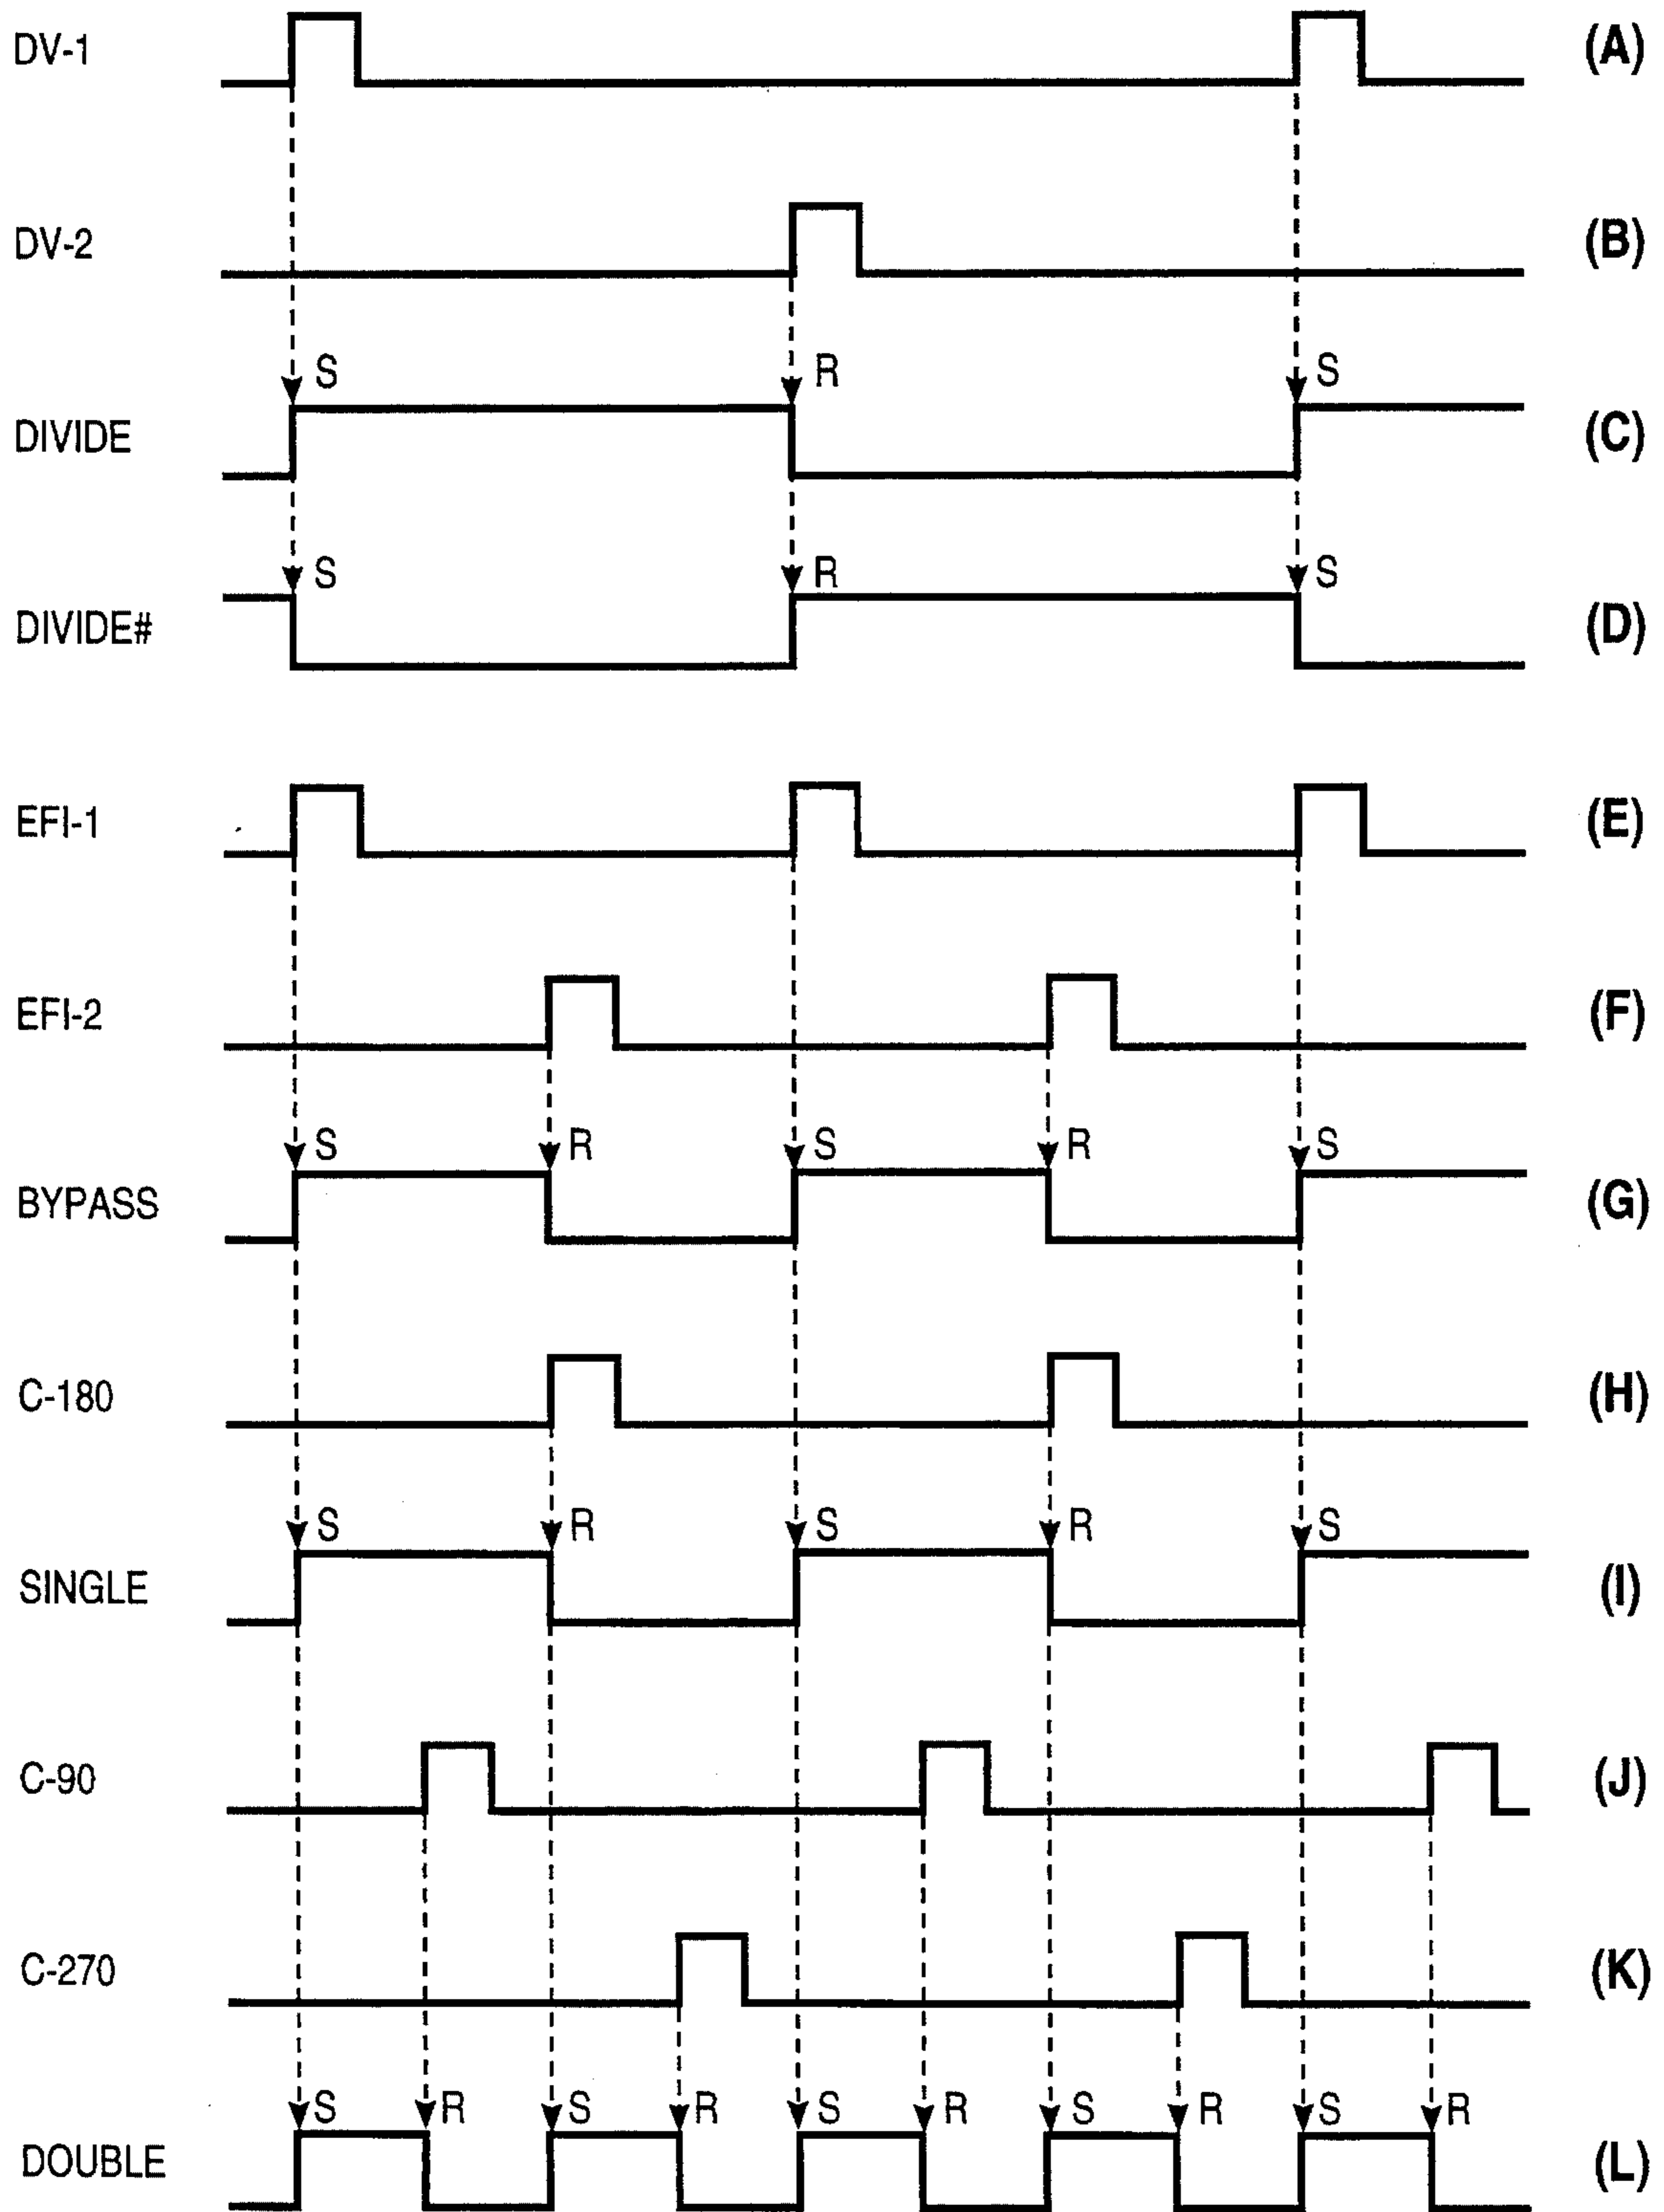 DV-1 (A)
DV-2 (B)
S R S
DIVIDE (C)
S R S
DIVIDE# (D)
EFI-1 (E)
EFI-2 (F)
S R S R S
BYPASS (G)
C-180 (H)
S R S R S
SINGLE (I)
C-90 (J)
C-270 (K)
S R S R S R S R S R
DOUBLE (L)